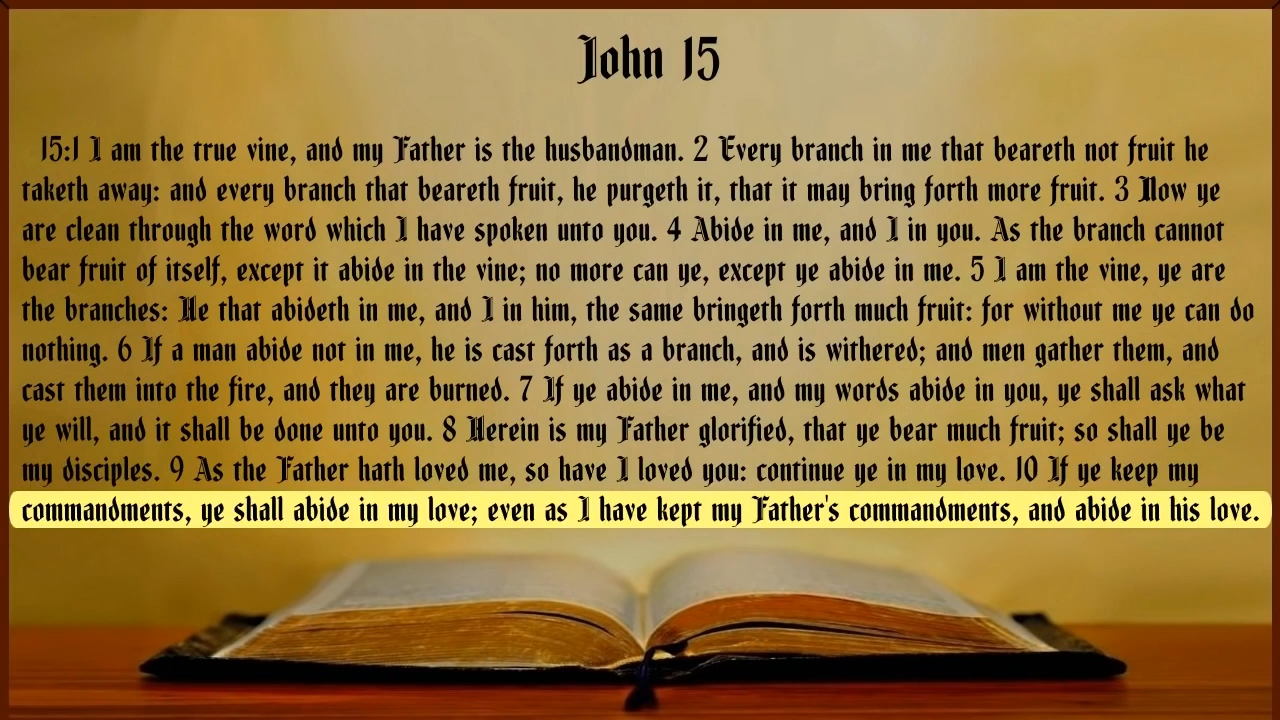 John 15
15:1 I am the true vine, and my Father is the husbandman. 2 Every branch in me that beareth not fruit he
taketh away: and every branch that beareth fruit, he purgeth it, that it may bring forth more fruit. 3 Now ye
are clean through the word which I have spoken unto you. 4 Abide in me, and I in you. As the branch cannot
bear fruit of itself, except it abide in the vine; no more can ye, except ye abide in me. 5 I am the vine, ye are
the branches: He that abideth in me, and I in him, the same bringeth forth much fruit: for without me ye can do
nothing. 6 If a man abide not in me, he is cast forth as a branch, and is withered; and men gather them, and
cast them into the fire, and they are burned. 7 If ye abide in me, and my words abide in you, ye shall ask what
ye will, and it shall be done unto you. 8 Herein is my Father glorified, that ye bear much fruit; so shall ye be
my disciples. 9 As the Father hath loved me, so have I loved you: continue ye in my love. 10 If ye keep my
commandments, ye shall abide in my love; even as I have kept my Father's commandments, and abide in his love.